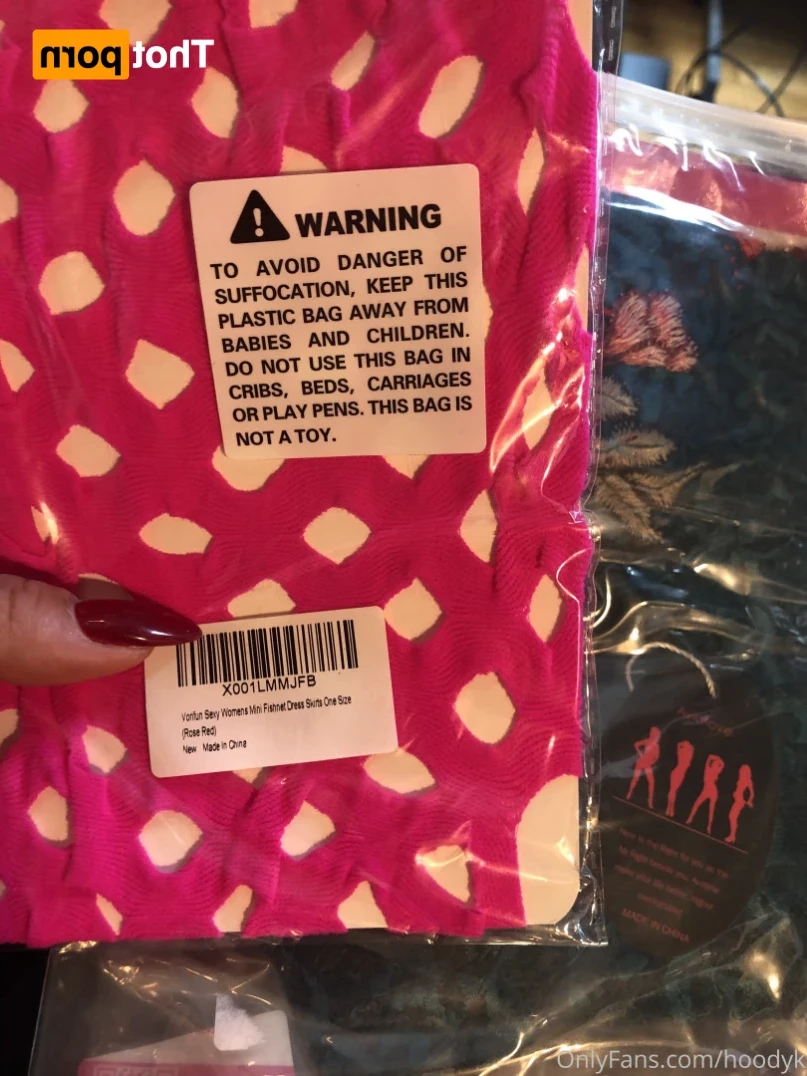 Thotporn
WARNING
TO AVOID DANGER OF
SUFFOCATION, KEEP THIS
PLASTIC BAG AWAY FROM
BABIES AND CHILDREN.
DO NOT USE THIS BAG IN
CRIBS, BEDS, CARRIAGES
OR PLAY PENS. THIS BAG IS
NOT A TOY.
X001LMMJFB
Vonfun Sexy Womens Mini Fishnet Dress Skirts One Size
(Rose Red)
New Made in China
MADE IN CHINA
OnlyFans.com/hoodyk